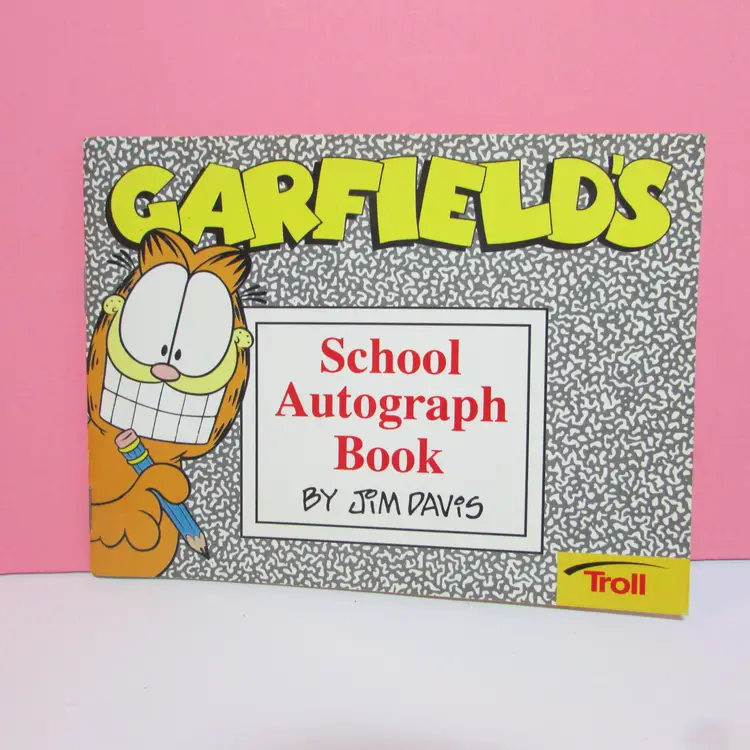 GARFIELD'S
School
Autograph
Book
BY JIM DAVIS
Troll